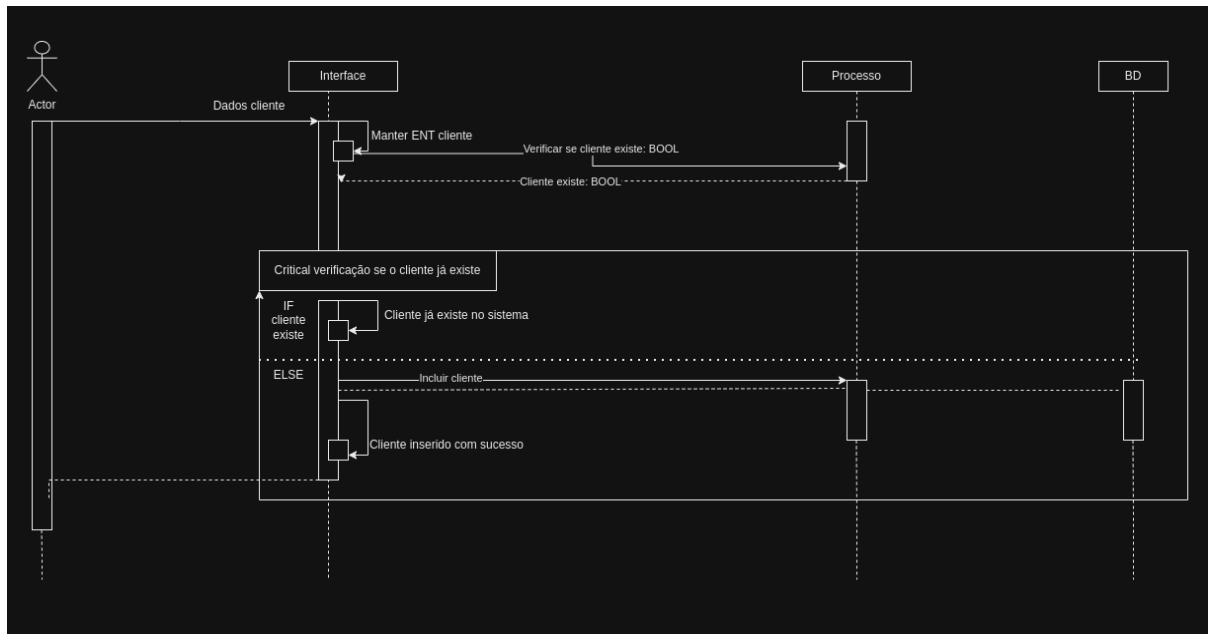 Interface
Processo
BD
Actor
Dados cliente
Manter ENT cliente
Verificar se cliente existe: BOOL
Cliente existe: BOOL
Critical verificação se o cliente já existe
IF
cliente
existe
Cliente já existe no sistema
ELSE
Incluir cliente
Cliente inserido com sucesso